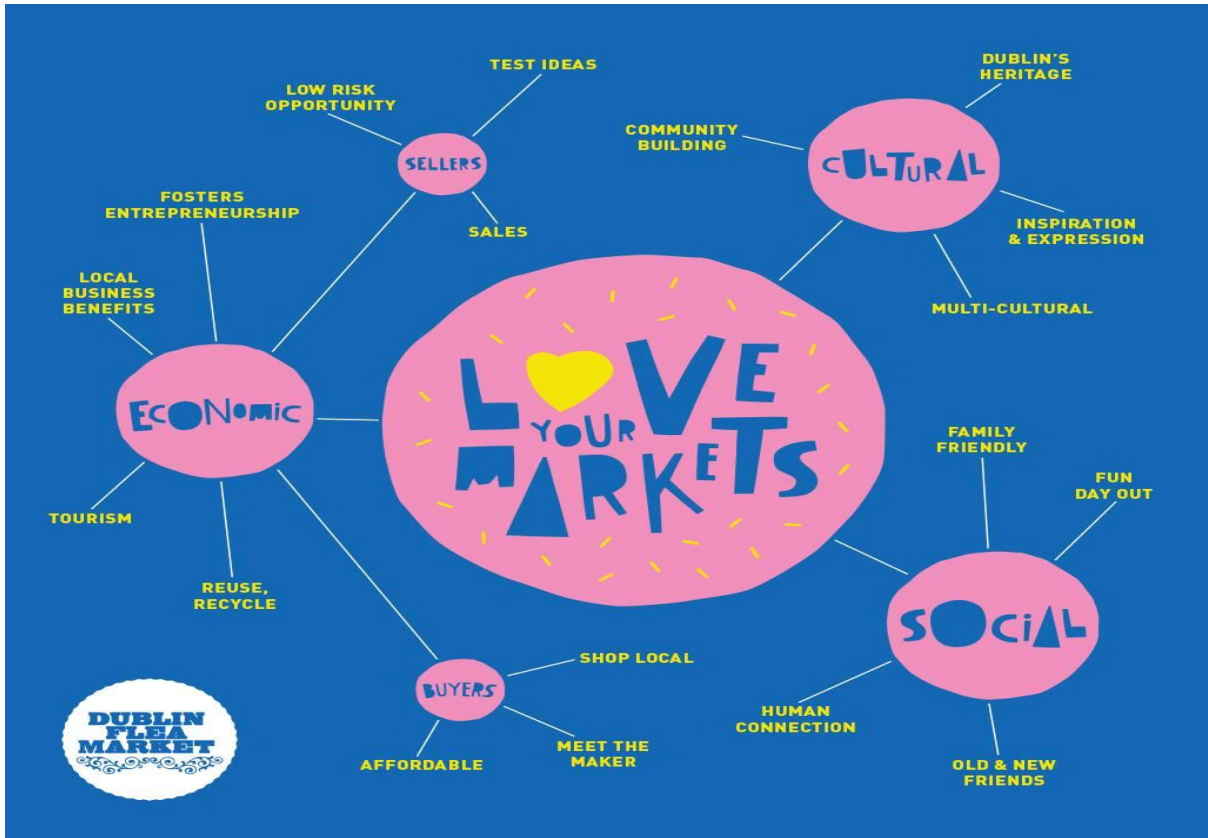 LOVE
YOUR
MARKETS
ECONOMIC
FOSTERS
ENTREPRENEURSHIP
LOCAL
BUSINESS
BENEFITS
TOURISM
REUSE,
RECYCLE
SELLERS
LOW RISK
OPPORTUNITY
TEST IDEAS
SALES
BUYERS
SHOP LOCAL
MEET THE
MAKER
AFFORDABLE
CULTURAL
DUBLIN'S
HERITAGE
COMMUNITY
BUILDING
INSPIRATION
& EXPRESSION
MULTI-CULTURAL
SOCIAL
FAMILY
FRIENDLY
FUN
DAY OUT
HUMAN
CONNECTION
OLD & NEW
FRIENDS
DUBLIN
FLEA
MARKET